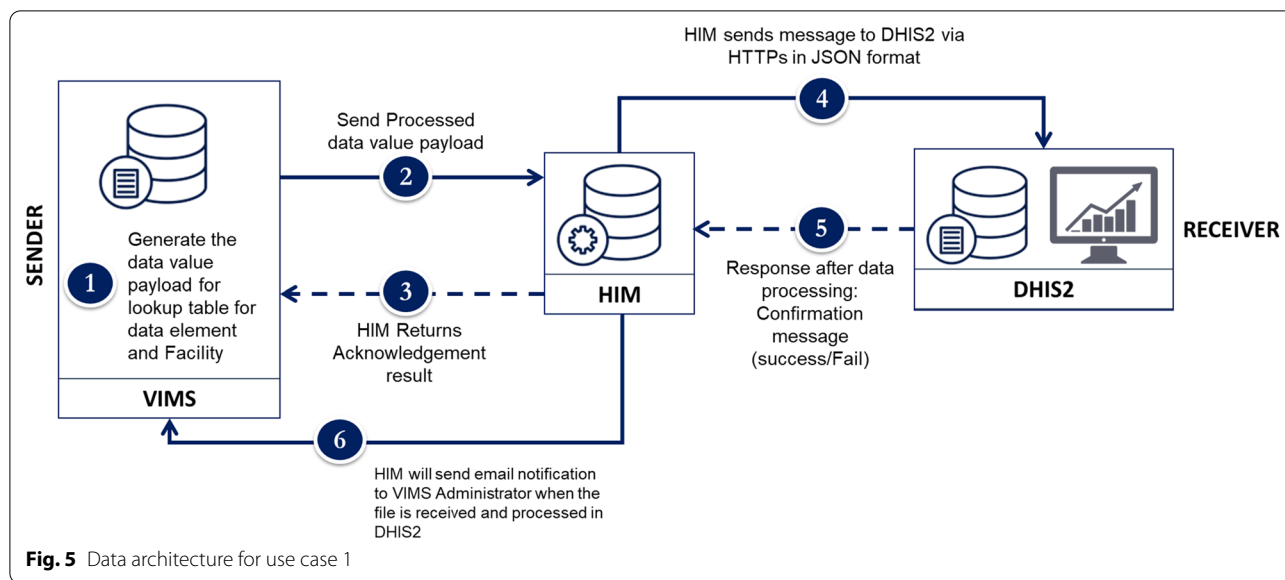 SENDER
1
Generate the
data value
payload for
lookup table for
data element
and Facility
VIMS
Send Processed
data value payload
2
3
HIM Returns
Acknowledgement
result
HIM
HIM sends message to DHIS2 via
HTTPs in JSON format
4
5
Response after data
processing:
Confirmation
message
(success/Fail)
DHIS2
RECEIVER
6
HIM will send email notification
to VIMS Administrator when the
file is received and processed in
DHIS2
Fig. 5 Data architecture for use case 1